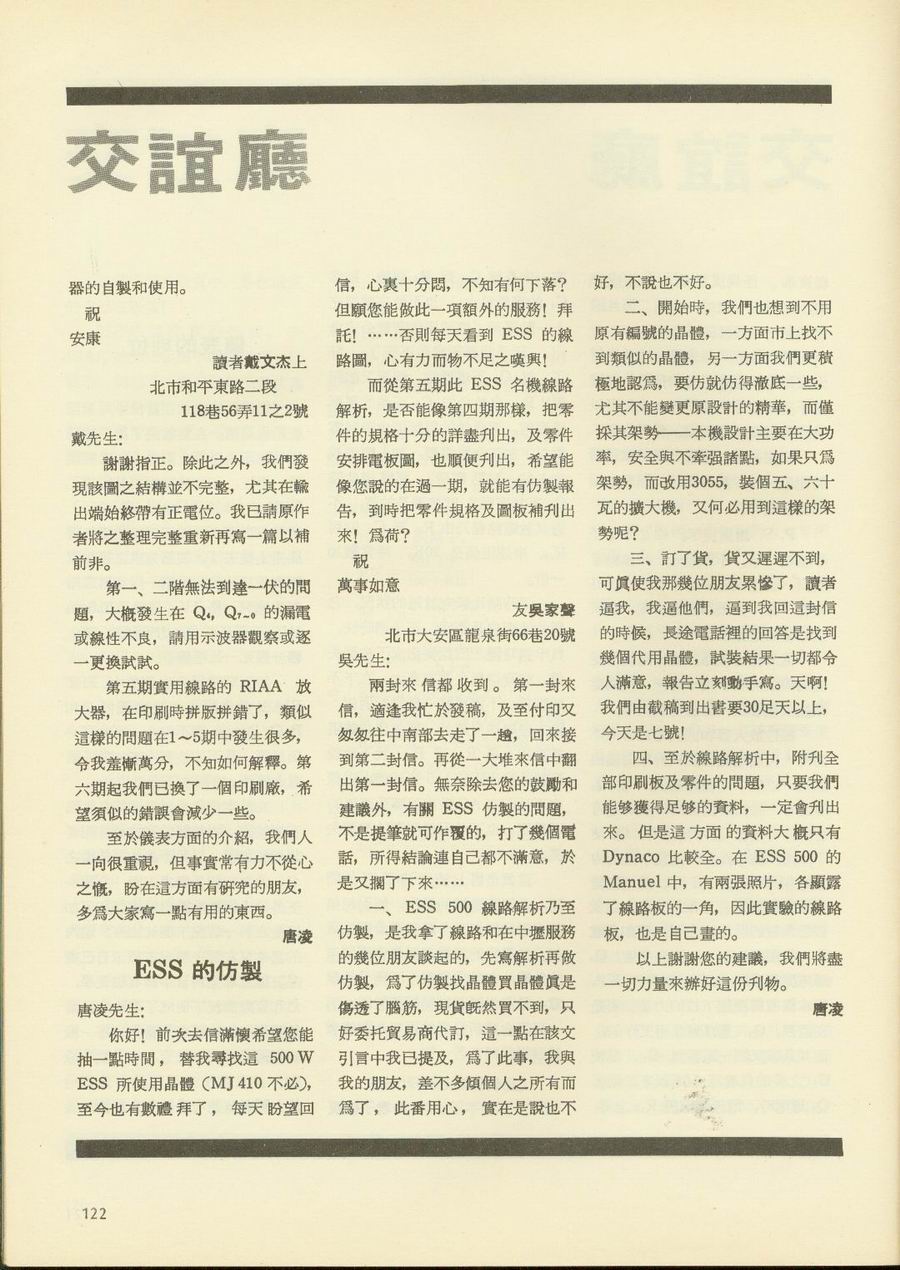 交誼廳
器的自製和使用。
祝
安康
讀者戴文杰上
北市和平東路二段
118巷56弄11之2號
戴先生:
謝謝指正。除此之外，我們發
現該圖之結構並不完整，尤其在輸
出端始終帶有正電位。我已請原作
者將之整理完整重新再寫一篇以補
前非。
第一、二階無法到達一伏的問
題，大概發生在 Q₆，Q₇~₉ 的漏電
或線性不良，請用示波器觀察或逐
一更換試試。
第五期實用線路的 RIAA 放
大器，在印刷時拼版拼錯了，類似
這樣的問題在1～5期中發生很多，
令我羞慚萬分，不知如何解釋。第
六期起我們已換了一個印刷廠，希
望須似的錯誤會減少一些。
至於儀表方面的介紹，我們人
一向很重視，但事實常有力不從心
之慨，盼在這方面有研究的朋友，
多爲大家寫一點有用的東西。
唐凌
ESS 的仿製
唐凌先生:
你好！前次去信滿懷希望您能
抽一點時間，替我尋找這 500 W
ESS 所使用晶體（MJ 410 不必），
至今也有數禮拜了，每天盼望回
信，心裏十分悶，不知有何下落？
但願您能做此一項額外的服務！拜
託！……否則每天看到 ESS 的線
路圖，心有力而物不足之嘆興！
而從第五期此 ESS 名機線路
解析，是否能像第四期那樣，把零
件的規格十分的詳盡刋出，及零件
安排電板圖，也順便刋出，希望能
像您說的在過一期，就能有仿製報
告，到時把零件規格及圖板補刋出
來！爲荷？
祝
萬事如意
友吳家聲
北市大安區龍泉街66巷20號
吳先生:
兩封來信都收到。第一封來
信，適逢我忙於發稿，及至付印又
匆匆往中南部去走了一趟，回來接
到第二封信。再從一大堆來信中翻
出第一封信。無奈除去您的鼓勵和
建議外，有關 ESS 仿製的問題，
不是提筆就可作覆的，打了幾個電
話，所得結論連自己都不滿意，於
是又擱了下來……
一、ESS 500 線路解析乃至
仿製，是我拿了線路和在中壢服務
的幾位朋友談起的，先寫解析再做
仿製，爲了仿製找晶體買晶體眞是
傷透了腦筋，現貨旣然買不到，只
好委托貿易商代訂，這一點在該文
引言中我已提及，爲了此事，我與
我的朋友，差不多傾個人之所有而
爲了，此番用心，實在是說也不
好，不說也不好。
二、開始時，我們也想到不用
原有編號的晶體，一方面市上找不
到類似的晶體，另一方面我們更積
極地認爲，要仿就仿得澈底一些，
尤其不能變更原設計的精華，而僅
採其架勢——本機設計主要在大功
率，安全與不牽强諸點，如果只爲
架勢，而改用3055，裝個五、六十
瓦的擴大機，又何必用到這樣的架
勢呢？
三、訂了貨，貨又遲遲不到，
可眞使我那幾位朋友累慘了，讀者
逼我，我逼他們，逼到我回這封信
的時候，長途電話裡的回答是找到
幾個代用晶體，試裝結果一切都令
人滿意，報告立刻動手寫。天啊！
我們由截稿到出書要30足天以上，
今天是七號！
四、至於線路解析中，附刋全
部印刷板及零件的問題，只要我們
能够獲得足够的資料，一定會刋出
來。但是這方面的資料大概只有
Dynaco 比較全。在 ESS 500 的
Manuel 中，有兩張照片，各顯露
了線路板的一角，因此實驗的線路
板，也是自己畫的。
以上謝謝您的建議，我們將盡
一切力量來辦好這份刋物。
唐凌
122